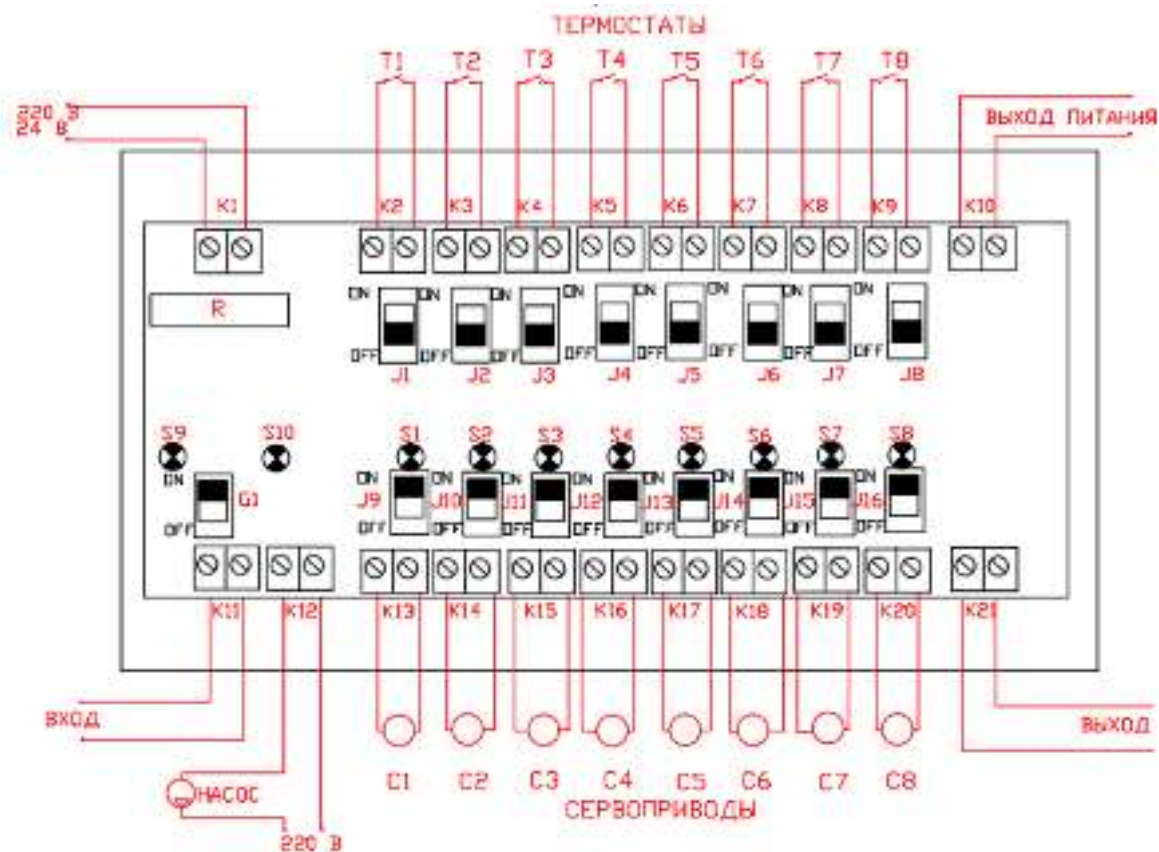 ТЕРМОСТАТЫ
T1 T2 T3 T4 T5 T6 T7 T8
220 В
24 В
ВЫХОД ПИТАНИЯ
K1 K2 K3 K4 K5 K6 K7 K8 K9 K10
R
ON ON ON ON ON ON ON ON
OFF OFF OFF OFF OFF OFF OFF OFF
J1 J2 J3 J4 J5 J6 J7 J8
S9 S10 S1 S2 S3 S4 S5 S6 S7 S8
ON ON ON ON ON ON ON ON ON
G1 J9 J10 J11 J12 J13 J14 J15 J16
OFF OFF OFF OFF OFF OFF OFF OFF OFF
K11 K12 K13 K14 K15 K16 K17 K18 K19 K20 K21
ВХОД
ВЫХОД
НАСОС
C1 C2 C3 C4 C5 C6 C7 C8
СЕРВОПРИВОДЫ
220 В